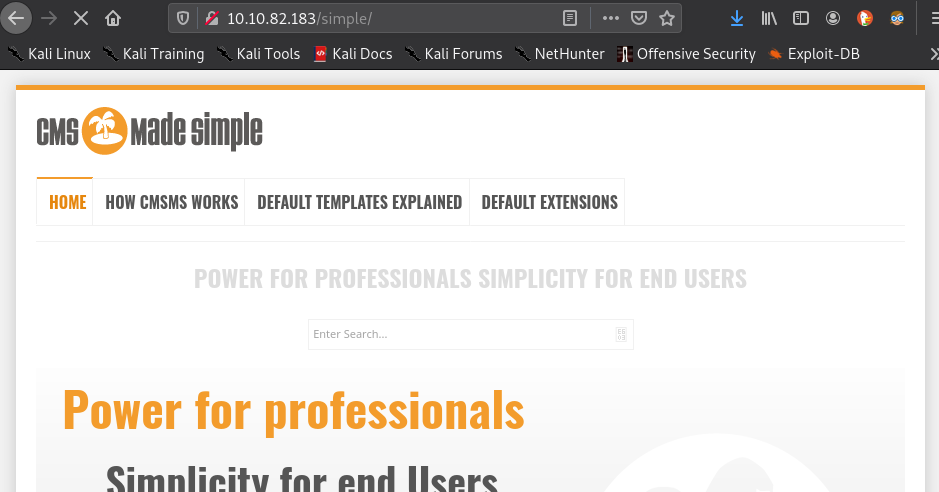 10.10.82.183/simple/
Kali Linux Kali Training Kali Tools Kali Docs Kali Forums NetHunter Offensive Security Exploit-DB
CMS Made Simple
HOME HOW CMSMS WORKS DEFAULT TEMPLATES EXPLAINED DEFAULT EXTENSIONS
POWER FOR PROFESSIONALS SIMPLICITY FOR END USERS
Enter Search...
Power for professionals
Simplicity for end Users